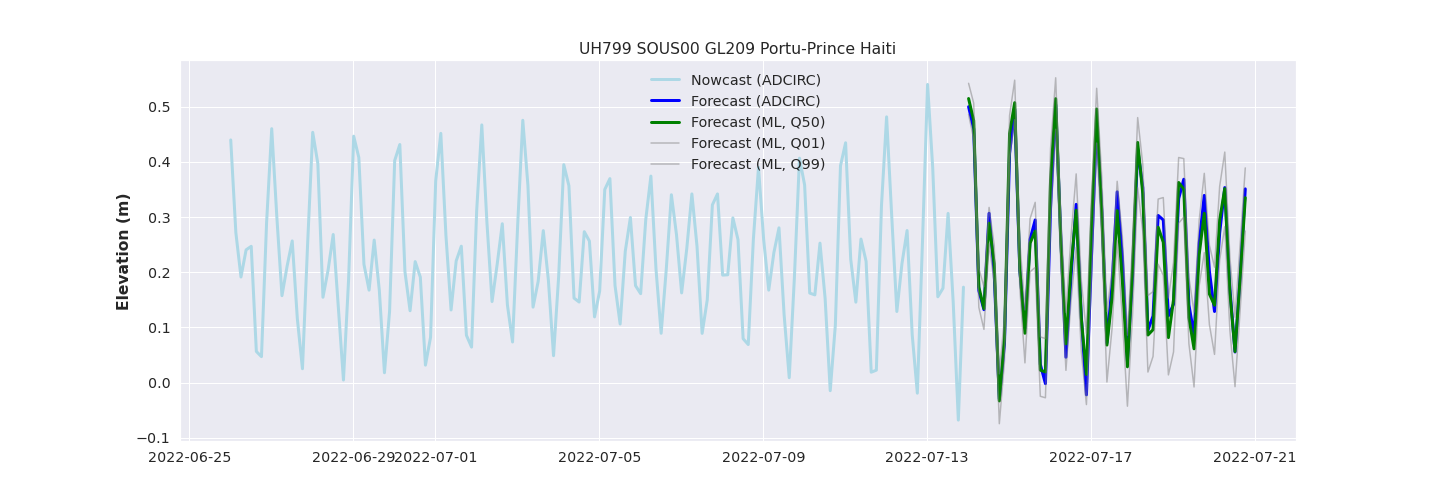 UH799 SOUS00 GL209 Portu-Prince Haiti
Nowcast (ADCIRC)
Forecast (ADCIRC)
Forecast (ML, Q50)
Forecast (ML, Q01)
Forecast (ML, Q99)
Elevation (m)
0.5
0.4
0.3
0.2
0.1
0.0
−0.1
2022-06-25 2022-06-29 2022-07-01 2022-07-05 2022-07-09 2022-07-13 2022-07-17 2022-07-21